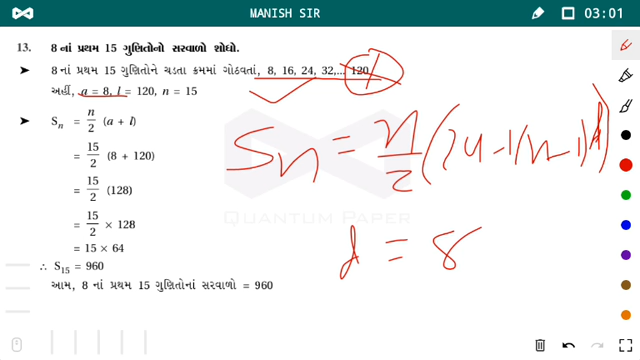 MANISH SIR
03:01
13. 8 નાં પ્રથમ 15 ગુણિતોનો સરવાળો શોધો.
➤ 8 નાં પ્રથમ 15 ગુણિતોને ચડતા ક્રમમાં ગોઠવતાં, 8, 16, 24, 32,... 120
અહીં, a = 8, l = 120, n = 15
➤ Sn = n/2 (a + l)
= 15/2 (8 + 120)
= 15/2 (128)
= 15/2 × 128
= 15 × 64
∴ S15 = 960
આમ, 8 નાં પ્રથમ 15 ગુણિતોનાં સરવાળો = 960
Sn = n/2 (2a + (n-1)d)
d = 8
QUANTUM PAPER